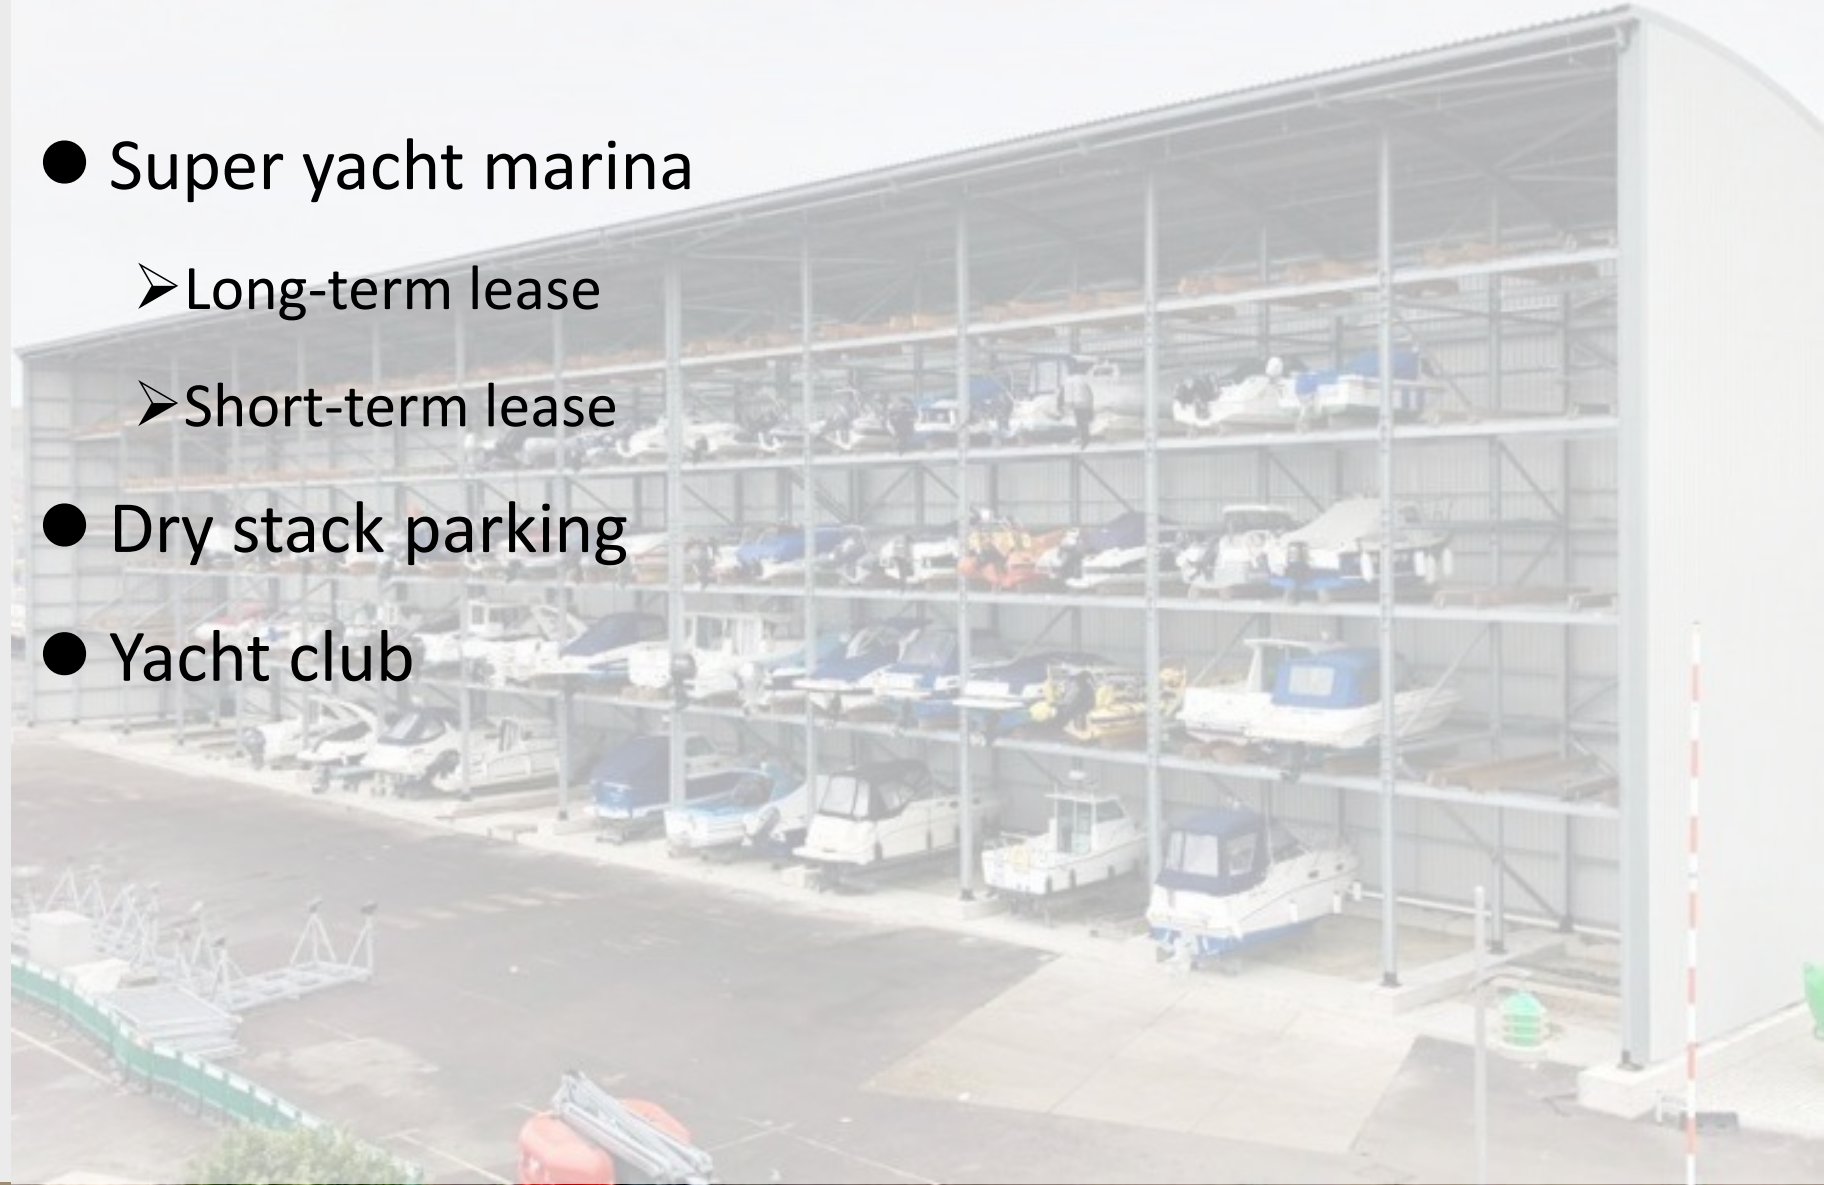 ● Super yacht marina
➢Long-term lease
➢Short-term lease
● Dry stack parking
● Yacht club